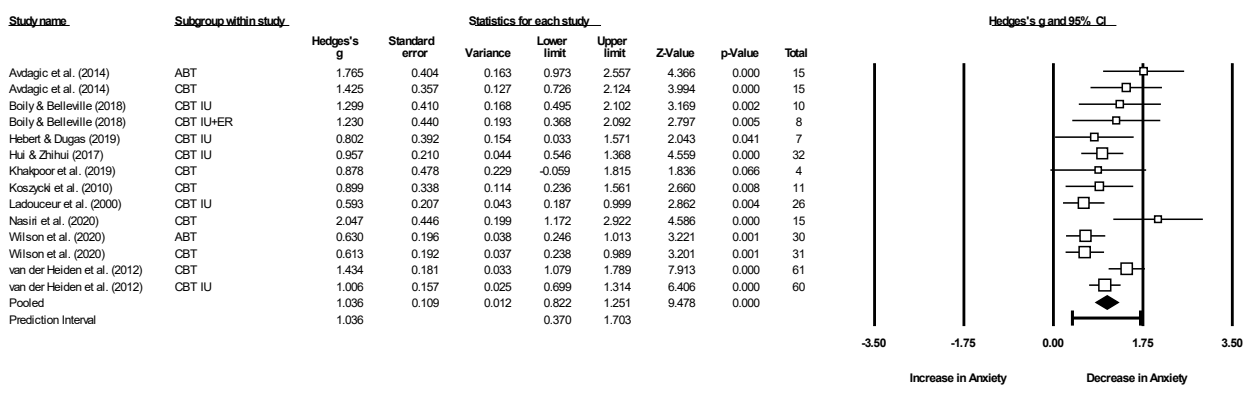 Study name Subgroup within study Statistics for each study Hedges's g and 95% CI
Hedges's Standard Lower Upper
g error Variance limit limit Z-Value p-Value Total
Avdagic et al. (2014) ABT 1.765 0.404 0.163 0.973 2.557 4.366 0.000 15
Avdagic et al. (2014) CBT 1.425 0.357 0.127 0.726 2.124 3.994 0.000 15
Boily & Belleville (2018) CBT IU 1.299 0.410 0.168 0.495 2.102 3.169 0.002 10
Boily & Belleville (2018) CBT IU+ER 1.230 0.440 0.193 0.368 2.092 2.797 0.005 8
Hebert & Dugas (2019) CBT IU 0.802 0.392 0.154 0.033 1.571 2.043 0.041 7
Hui & Zhihui (2017) CBT IU 0.957 0.210 0.044 0.546 1.368 4.559 0.000 32
Khakpoor et al. (2019) CBT 0.878 0.478 0.229 -0.059 1.815 1.836 0.066 4
Koszycki et al. (2010) CBT 0.899 0.338 0.114 0.236 1.561 2.660 0.008 11
Ladouceur et al. (2000) CBT IU 0.593 0.207 0.043 0.187 0.999 2.862 0.004 26
Nasiri et al. (2020) CBT 2.047 0.446 0.199 1.172 2.922 4.586 0.000 15
Wilson et al. (2020) ABT 0.630 0.196 0.038 0.246 1.013 3.221 0.001 30
Wilson et al. (2020) CBT 0.613 0.192 0.037 0.238 0.989 3.201 0.001 31
van der Heiden et al. (2012) CBT 1.434 0.181 0.033 1.079 1.789 7.913 0.000 61
van der Heiden et al. (2012) CBT IU 1.006 0.157 0.025 0.699 1.314 6.406 0.000 60
Pooled 1.036 0.109 0.012 0.822 1.251 9.478 0.000
Prediction Interval 1.036 0.370 1.703
-3.50 -1.75 0.00 1.75 3.50
Increase in Anxiety Decrease in Anxiety